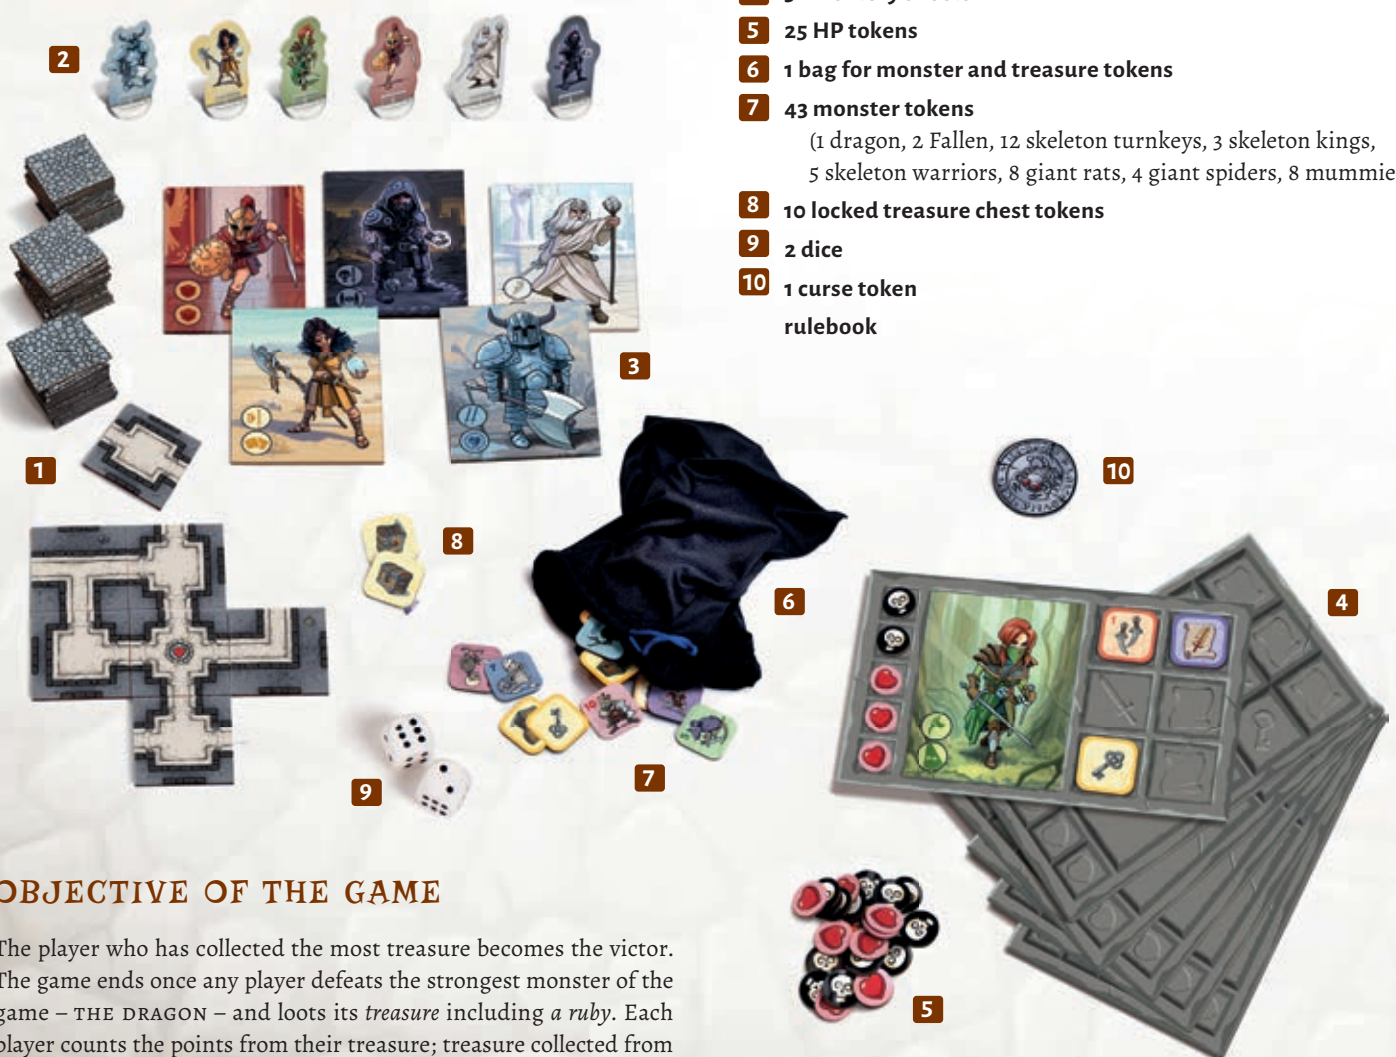 5 25 HP tokens
6 1 bag for monster and treasure tokens
7 43 monster tokens
(1 dragon, 2 Fallen, 12 skeleton turnkeys, 3 skeleton kings,
5 skeleton warriors, 8 giant rats, 4 giant spiders, 8 mummie
8 10 locked treasure chest tokens
9 2 dice
10 1 curse token
rulebook
2
3
1
10
8
6
4
7
9
5
OBJECTIVE OF THE GAME
The player who has collected the most treasure becomes the victor.
The game ends once any player defeats the strongest monster of the
game – THE DRAGON – and loots its treasure including a ruby. Each
player counts the points from their treasure; treasure collected from